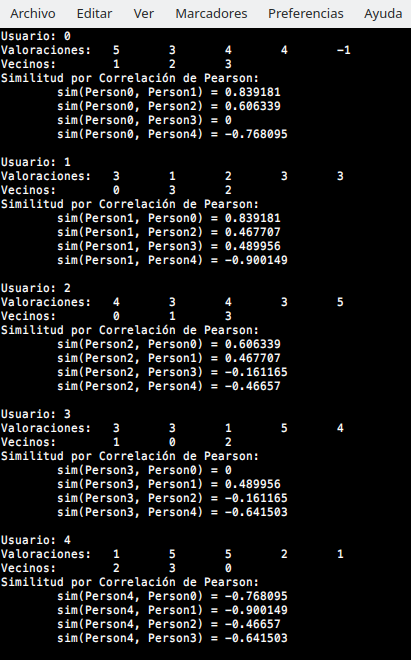 Archivo Editar Ver Marcadores Preferencias Ayuda
Usuario: 0
Valoraciones: 5 3 4 4 -1
Vecinos: 1 2 3
Similitud por Correlación de Pearson:
sim(Person0, Person1) = 0.839181
sim(Person0, Person2) = 0.606339
sim(Person0, Person3) = 0
sim(Person0, Person4) = -0.768095
Usuario: 1
Valoraciones: 3 1 2 3 3
Vecinos: 0 3 2
Similitud por Correlación de Pearson:
sim(Person1, Person0) = 0.839181
sim(Person1, Person2) = 0.467707
sim(Person1, Person3) = 0.489956
sim(Person1, Person4) = -0.900149
Usuario: 2
Valoraciones: 4 3 4 3 5
Vecinos: 0 1 3
Similitud por Correlación de Pearson:
sim(Person2, Person0) = 0.606339
sim(Person2, Person1) = 0.467707
sim(Person2, Person3) = -0.161165
sim(Person2, Person4) = -0.46657
Usuario: 3
Valoraciones: 3 3 1 5 4
Vecinos: 1 0 2
Similitud por Correlación de Pearson:
sim(Person3, Person0) = 0
sim(Person3, Person1) = 0.489956
sim(Person3, Person2) = -0.161165
sim(Person3, Person4) = -0.641503
Usuario: 4
Valoraciones: 1 5 5 2 1
Vecinos: 2 3 0
Similitud por Correlación de Pearson:
sim(Person4, Person0) = -0.768095
sim(Person4, Person1) = -0.900149
sim(Person4, Person2) = -0.46657
sim(Person4, Person3) = -0.641503